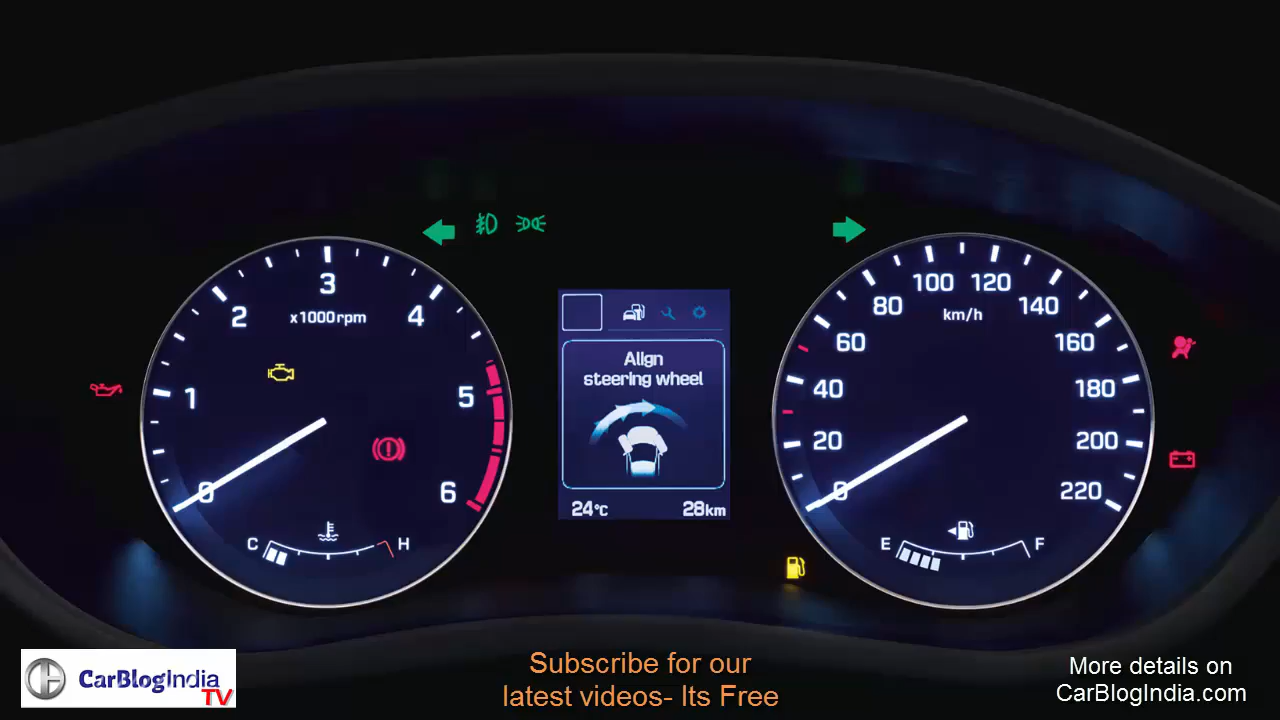 3
2
4
x1000rpm
1
5
0
6
C
H
Align
steering wheel
24°C
28km
100
120
80
140
km/h
60
160
40
180
20
200
0
220
E
F
CarBlogIndia
TV
Subscribe for our
latest videos- Its Free
More details on
CarBlogIndia.com